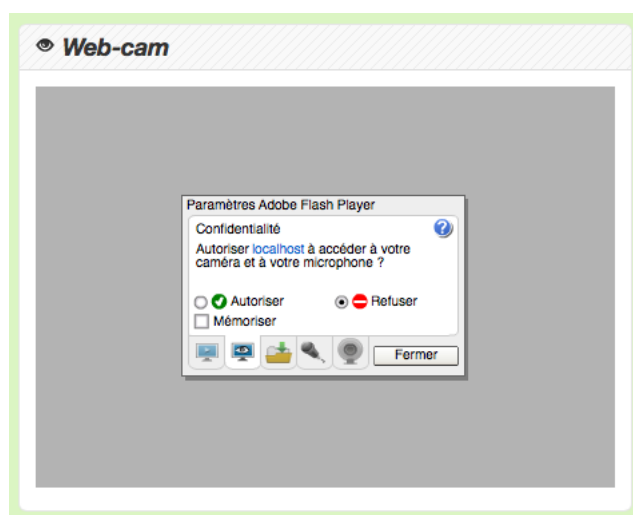 Web-cam
Paramètres Adobe Flash Player
Confidentialité
Autoriser localhost à accéder à votre
caméra et à votre microphone ?
Autoriser
Refuser
Mémoriser
Fermer